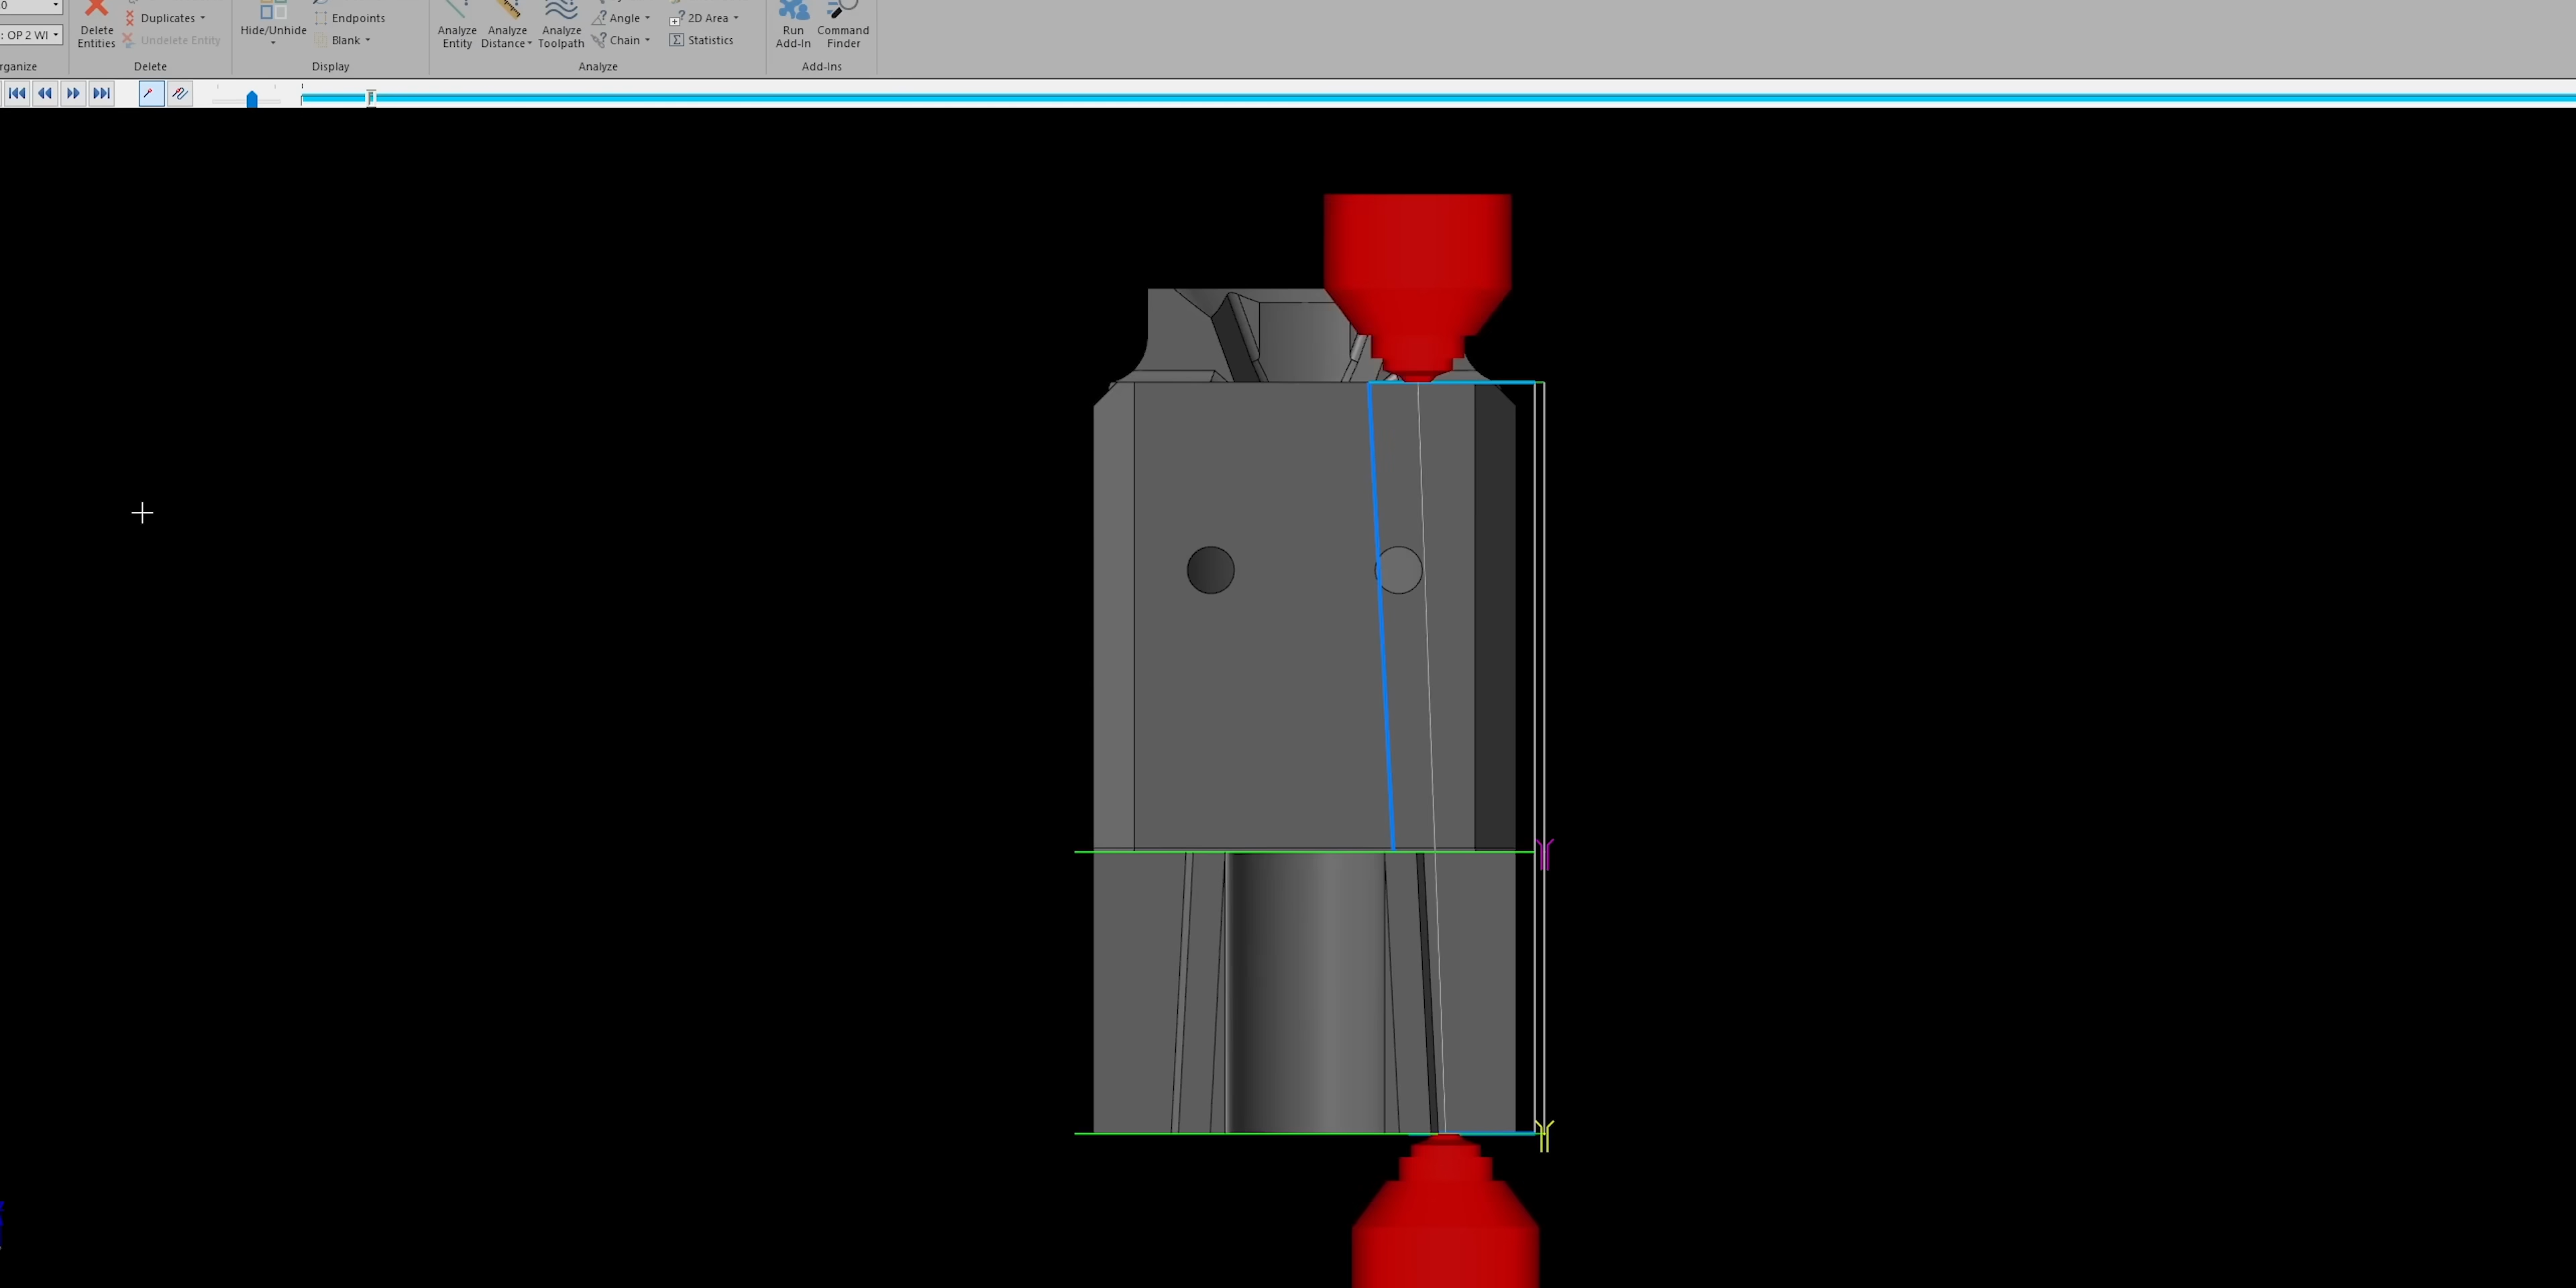 0
: OP 2 WI
rganize
Delete
Entities
Duplicates
Undelete Entity
Delete
Hide/Unhide
Endpoints
Blank
Display
Analyze
Entity
Analyze
Distance
Analyze
Toolpath
Angle
Chain
2D Area
Statistics
Analyze
Run
Add-In
Command
Finder
Add-Ins